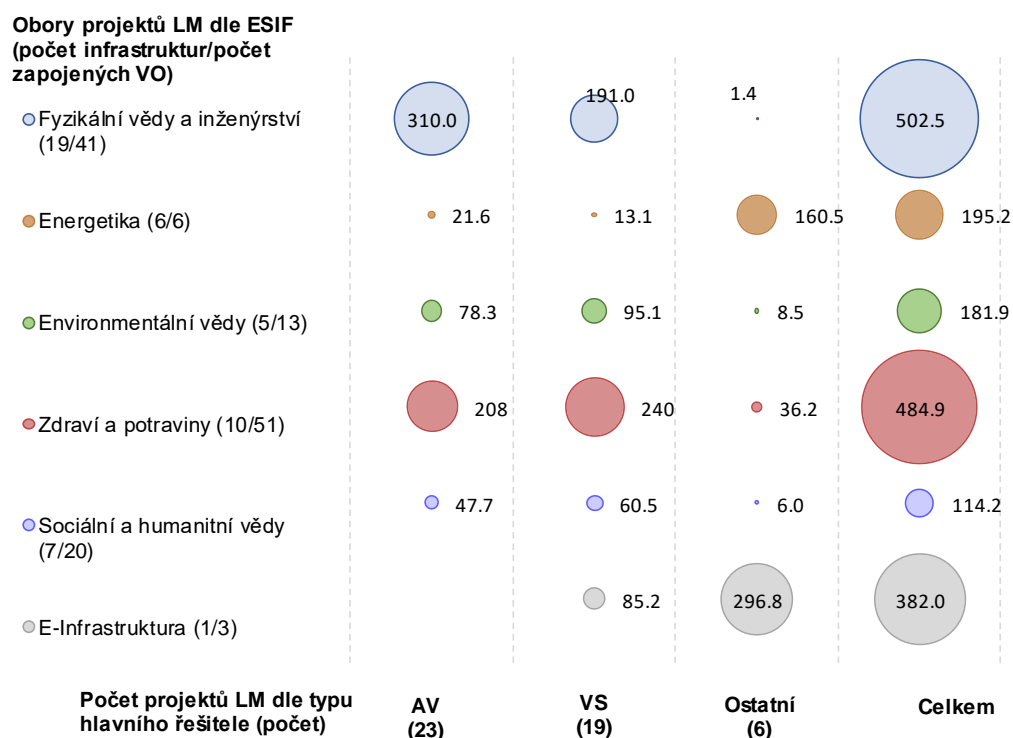 Obory projektů LM dle ESIF
(počet infrastruktur/počet
zapojených VO)
Fyzikální vědy a inženýrství
(19/41)
310.0
191.0
1.4
502.5
Energetika (6/6)
21.6
13.1
160.5
195.2
Environmentální vědy (5/13)
78.3
95.1
8.5
181.9
Zdraví a potraviny (10/51)
208
240
36.2
484.9
Sociální a humanitní vědy
(7/20)
47.7
60.5
6.0
114.2
E-Infrastruktura (1/3)
85.2
296.8
382.0
Počet projektů LM dle typu
hlavního řešitele (počet)
AV
(23)
VS
(19)
Ostatní
(6)
Celkem